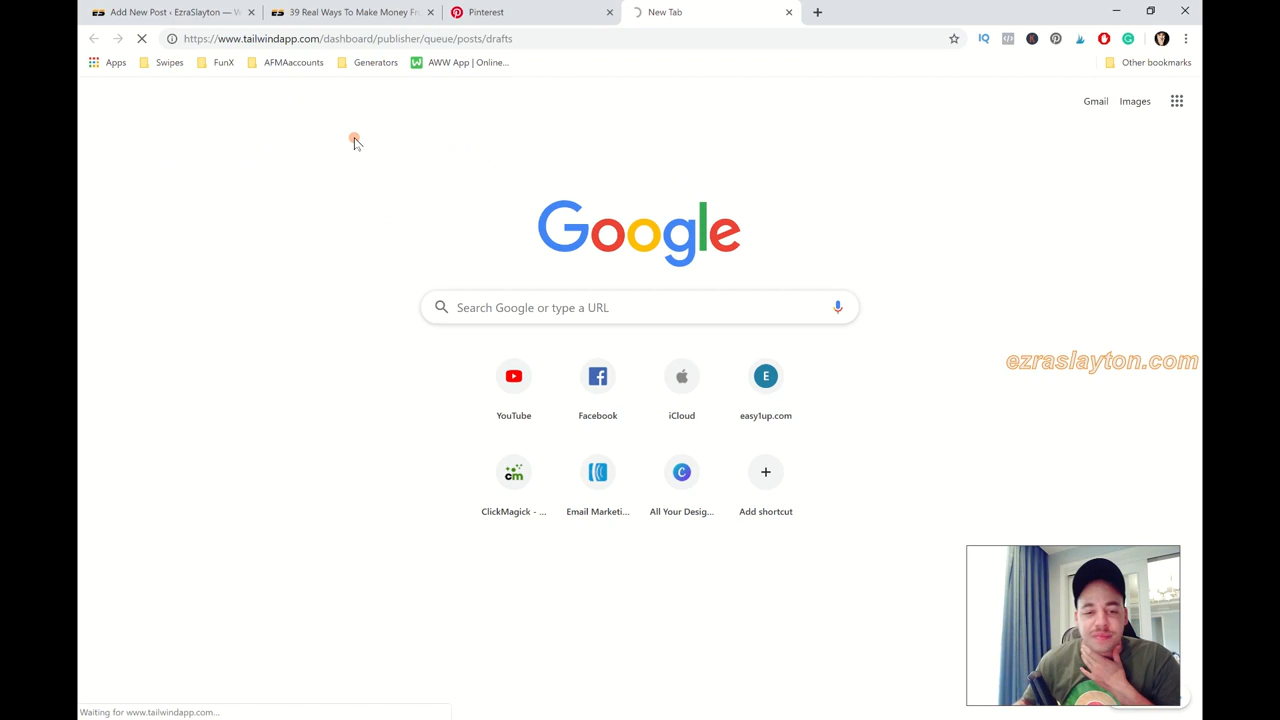 Add New Post ‹ EzraSlayton — W
39 Real Ways To Make Money Fr
Pinterest
New Tab
https://www.tailwindapp.com/dashboard/publisher/queue/posts/drafts
Apps
Swipes
FunX
AFMAaccounts
Generators
AWW App | Online...
Other bookmarks
Gmail
Images
Google
Search Google or type a URL
ezraslayton.com
YouTube
Facebook
iCloud
E
easy1up.com
cm
C
ClickMagick - ...
Email Marketi...
All Your Desig...
Add shortcut
Waiting for www.tailwindapp.com...